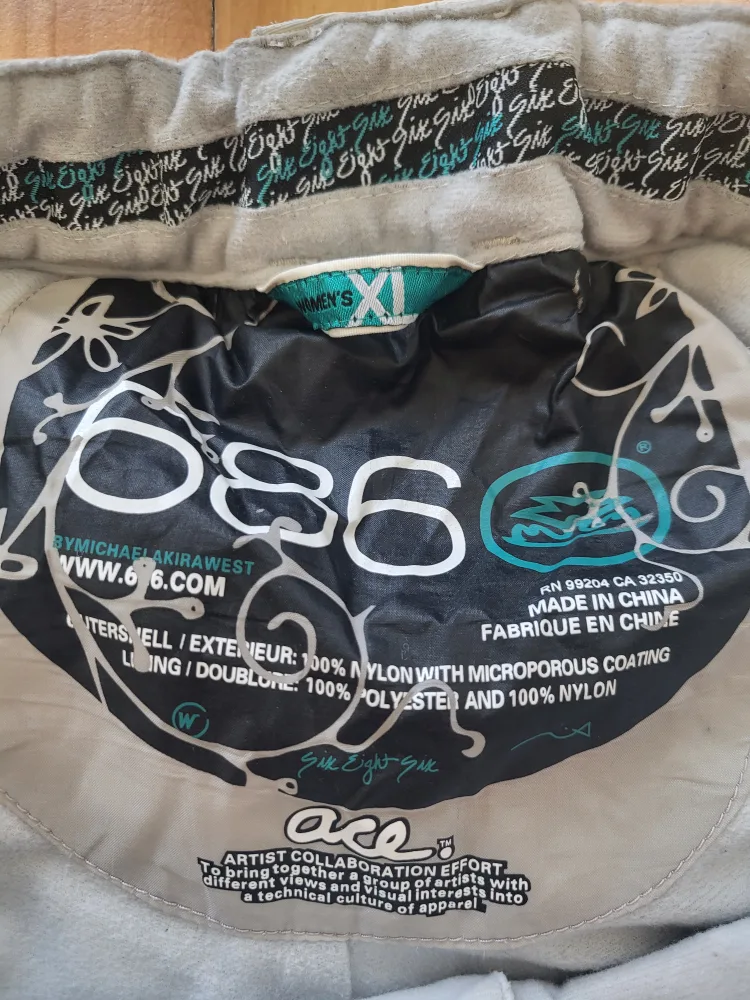 Six Eight Six
WOMEN'S XL
686
®
BYMICHAELAKIRAWEST
WWW.686.COM
RN 99204 CA 32350
MADE IN CHINA
FABRIQUE EN CHINE
OUTERSHELL / EXTERIEUR: 100% NYLON WITH MICROPOROUS COATING
LINING / DOUBLURE: 100% POLYESTER AND 100% NYLON
W
Six Eight Six
ace TM
ARTIST COLLABORATION EFFORT
To bring together a group of artists with
different views and visual interests into
a technical culture of apparel